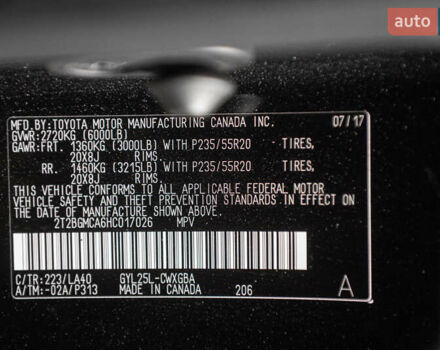 auto
MFD.BY:TOYOTA MOTOR MANUFACTURING CANADA INC. 07/17
GVWR:2720KG (6000LB)
GAWR:FRT. 1360KG (3000LB) WITH P235/55R20 TIRES,
20X8J RIMS.
RR. 1460KG (3215LB) WITH P235/55R20 TIRES,
20X8J RIMS.
THIS VEHICLE CONFORMS TO ALL APPLICABLE FEDERAL MOTOR
VEHICLE SAFETY AND THEFT PREVENTION STANDARDS IN EFFECT
ON THE DATE OF MANUFACTURE SHOWN ABOVE.
2T2BGMCA6HC017026 MPV
C/TR:223/LA40 GYL25L-CWXGBA
A/TM:-02A/P313 MADE IN CANADA 206 A